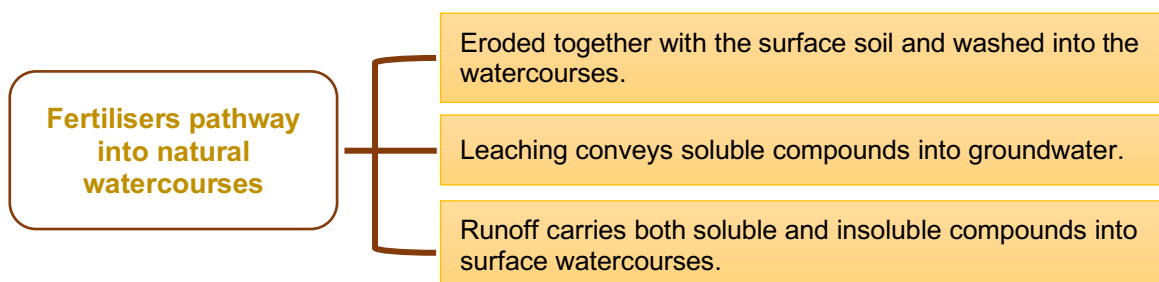 Fertilisers pathway
into natural
watercourses
Eroded together with the surface soil and washed into the
watercourses.
Leaching conveys soluble compounds into groundwater.
Runoff carries both soluble and insoluble compounds into
surface watercourses.